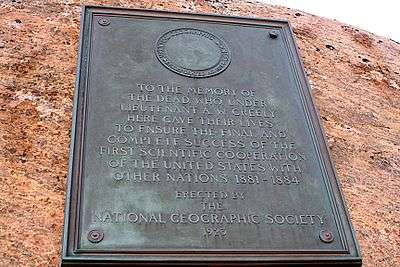 TO THE MEMORY OF
THE DEAD WHO UNDER
LIEUTENANT A.W. GREELY
HERE GAVE THEIR LIVES
TO ENSURE THE FINAL AND
COMPLETE SUCCESS OF THE
FIRST SCIENTIFIC COOPERATION
OF THE UNITED STATES WITH
OTHER NATIONS 1881-1884
ERECTED BY
THE
NATIONAL GEOGRAPHIC SOCIETY
1923